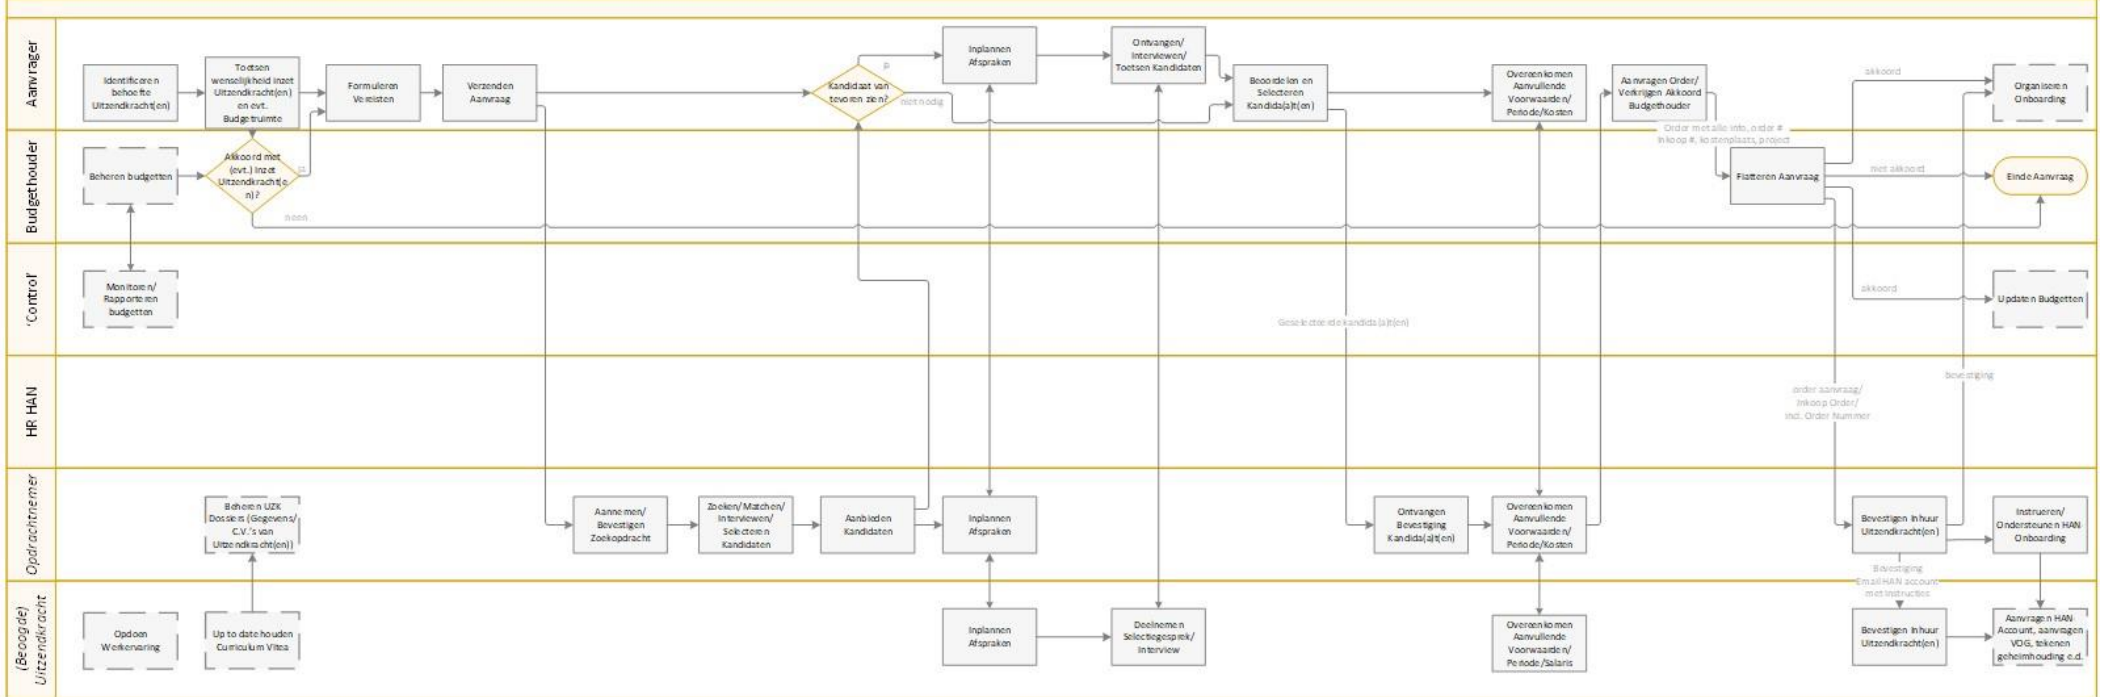 Aanvrager
Identificeren
behoefte
Uitzendkracht(en)
Toetsen
wenselijkheid inzet
Uitzendkracht(en)
en evt.
Budgetruimte
Formuleren
Vereisten
Verzenden
Aanvraag
Kandidaat van
tevoren zien?
ja
niet nodig
Inplannen
Afspraken
Ontvangen/
Interviewen/
Toetsen Kandidaten
Beoordelen en
Selecteren
Kandida(a)t(en)
Overeenkomen
Aanvullende
Voorwaarden/
Periode/Kosten
Aanvragen Order/
Verkrijgen Akkoord
Budgethouder
akkoord
Organiseren
Onboarding
Order met alle info, order #
Inkoop #, kostenplaats, project
Budgethouder
Beheren budgetten
Akkoord met
(evt.) Inzet
Uitzendkracht(e
n)?
ja
neen
Fiatteren Aanvraag
niet akkoord
Einde Aanvraag
'Control'
Monitoren/
Rapporteren
budgetten
Geselecteerde kandida(a)t(en)
akkoord
Updaten Budgetten
HR HAN
order aanvraag/
Inkoop Order/
incl. Order Nummer
bevestiging
Opdrachtnemer
Beheren UZK
Dossiers (Gegevens/
C.V.'s van
Uitzendkracht(en))
Aannemen/
Bevestigen
Zoekopdracht
Zoeken/Matchen/
Interviewen/
Selecteren
Kandidaten
Aanbieden
Kandidaten
Inplannen
Afspraken
Ontvangen
Bevestiging
Kandida(a)t(en)
Overeenkomen
Aanvullende
Voorwaarden/
Periode/Kosten
Bevestigen Inhuur
Uitzendkracht(en)
Instrueren/
Ondersteunen HAN
Onboarding
Bevestiging
Email HAN account
met instructies
(Beoogde)
Uitzendkracht
Opdoen
Werkervaring
Up to date houden
Curriculum Vitea
Inplannen
Afspraken
Deelnemen
Selectiegesprek/
Interview
Overeenkomen
Aanvullende
Voorwaarden/
Periode/Salaris
Bevestigen Inhuur
Uitzendkracht(en)
Aanvragen HAN
Account, aanvragen
VOG, tekenen
geheimhouding e.d.